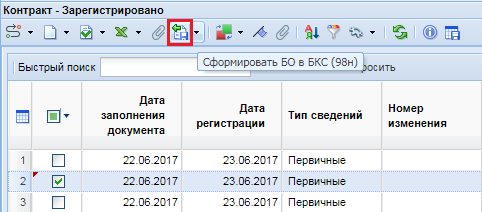 Контракт - Зарегистрировано
Быстрый поиск
Сформировать БО в БКС (98н)
осить
Дата заполнения документа
Дата регистрации
Тип сведений
Номер изменения
1 22.06.2017 23.06.2017 Первичные
2 22.06.2017 23.06.2017 Первичные
3 22.06.2017 23.06.2017 Первичные